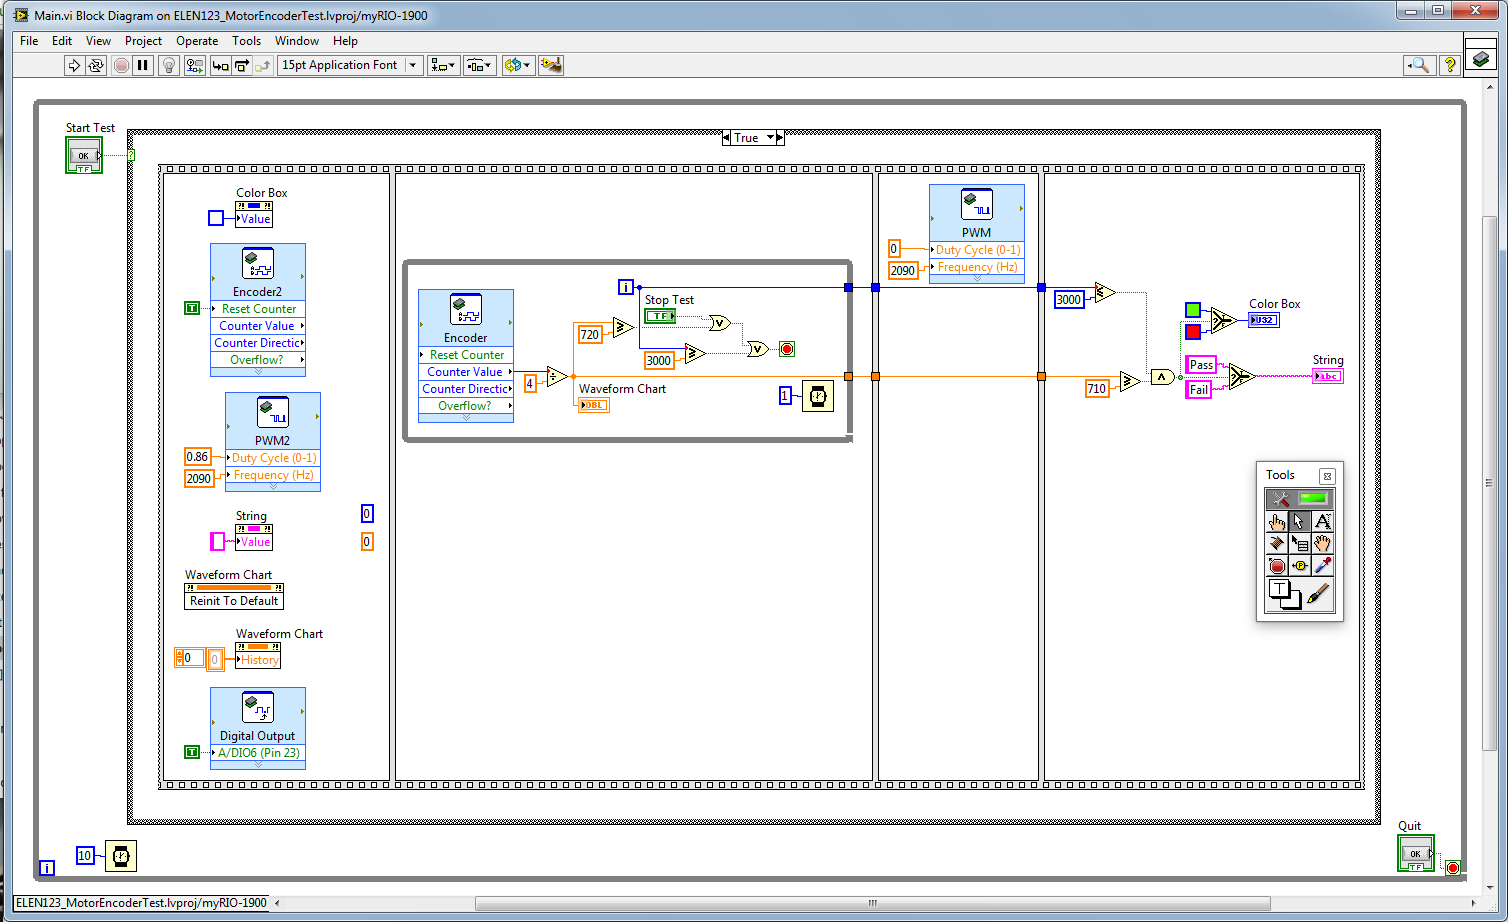 Main.vi Block Diagram on ELEN123_MotorEncoderTest.lvproj/myRIO-1900
File Edit View Project Operate Tools Window Help
15pt Application Font
Start Test
OK
TF
?
True
Color Box
Value
Encoder2
T
Reset Counter
Counter Value
Counter Directic
Overflow?
PWM2
0.86
Duty Cycle (0-1)
2090
Frequency (Hz)
String
Value
0
0
Waveform Chart
Reinit To Default
Waveform Chart
0
0
History
Digital Output
T
A/DIO6 (Pin 23)
Encoder
Reset Counter
Counter Value
Counter Directic
Overflow?
4
i
Stop Test
TF
720
3000
Waveform Chart
DBL
1
PWM
0
Duty Cycle (0-1)
2090
Frequency (Hz)
3000
710
Color Box
U32
Pass
Fail
String
abc
Tools
i
10
Quit
OK
TF
ELEN123_MotorEncoderTest.lvproj/myRIO-1900